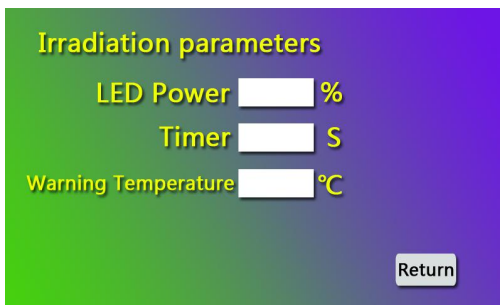 Irradiation parameters
LED Power %
Timer S
Warning Temperature ℃
Return